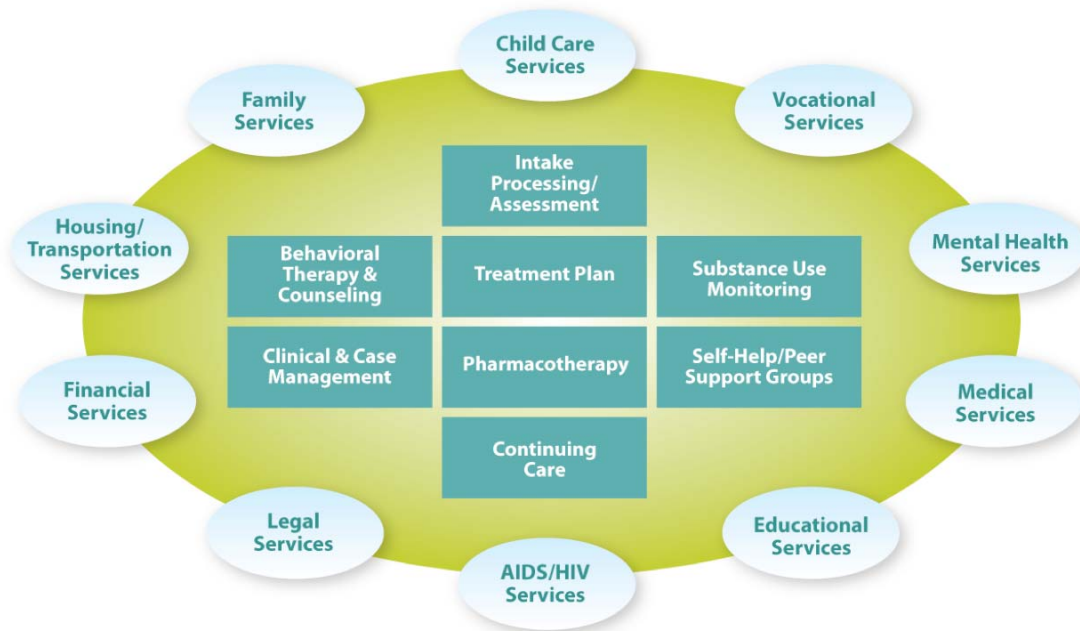 Child Care
Services
Family
Services
Vocational
Services
Intake
Processing/
Assessment
Housing/
Transportation
Services
Behavioral
Therapy &
Counseling
Treatment Plan
Substance Use
Monitoring
Mental Health
Services
Clinical & Case
Management
Pharmacotherapy
Self-Help/Peer
Support Groups
Financial
Services
Medical
Services
Continuing
Care
Legal
Services
Educational
Services
AIDS/HIV
Services